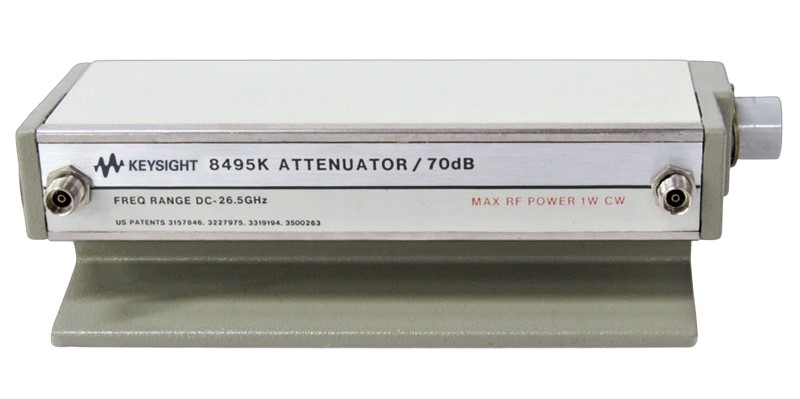 KEYSIGHT 8495K ATTENUATOR/70dB
FREQ RANGE DC-26.5GHz
MAX RF POWER 1W CW
US PATENTS 3157846, 3227975, 3319194, 3500263